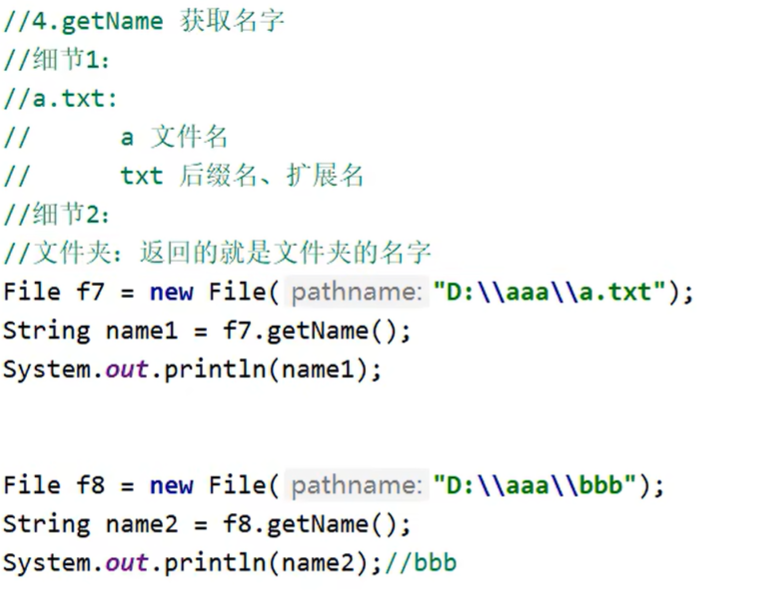 //4.getName 获取名字
//细节1：
//a.txt:
//      a 文件名
//      txt 后缀名、扩展名
//细节2：
//文件夹：返回的就是文件夹的名字
File f7 = new File( pathname: "D:\\aaa\\a.txt");
String name1 = f7.getName();
System.out.println(name1);
File f8 = new File( pathname: "D:\\aaa\\bbb");
String name2 = f8.getName();
System.out.println(name2);//bbb